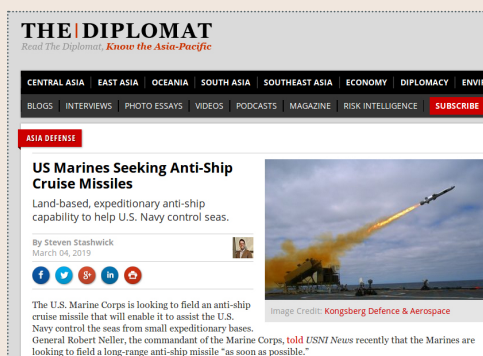 THE|DIPLOMAT
Read The Diplomat, Know the Asia-Pacific
CENTRAL ASIA EAST ASIA OCEANIA SOUTH ASIA SOUTHEAST ASIA ECONOMY DIPLOMACY ENVI
BLOGS INTERVIEWS PHOTO ESSAYS VIDEOS PODCASTS MAGAZINE RISK INTELLIGENCE SUBSCRIBE
ASIA DEFENSE
US Marines Seeking Anti-Ship
Cruise Missiles
Land-based, expeditionary anti-ship
capability to help U.S. Navy control seas.
By Steven Stashwick
March 04, 2019
f g+ in
Image Credit: Kongsberg Defence & Aerospace
The U.S. Marine Corps is looking to field an anti-ship
cruise missile that will enable it to assist the U.S.
Navy control the seas from small expeditionary bases.
General Robert Neller, the commandant of the Marine Corps, told USNI News recently that the Marines are
looking to field a long-range anti-ship missile “as soon as possible.”